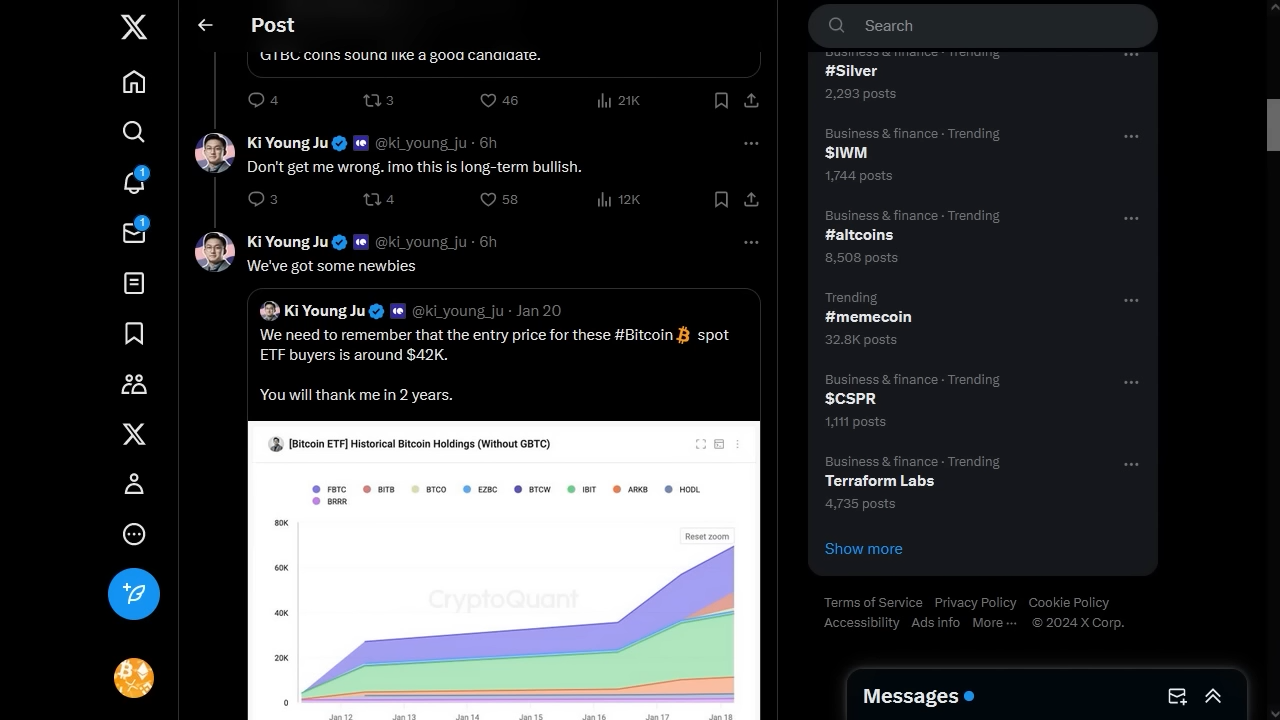 Post
GTBC coins sound like a good candidate.
4 3 46 21K
Ki Young Ju @ki_young_ju · 6h
Don't get me wrong. imo this is long-term bullish.
3 4 58 12K
Ki Young Ju @ki_young_ju · 6h
We've got some newbies
Ki Young Ju @ki_young_ju · Jan 20
We need to remember that the entry price for these #Bitcoin spot
ETF buyers is around $42K.
You will thank me in 2 years.
[Bitcoin ETF] Historical Bitcoin Holdings (Without GBTC)
FBTC BITB BTCO EZBC BTCW IBIT ARKB HODL
BRRR
80K
Reset zoom
60K
CryptoQuant
40K
20K
0
Jan 12 Jan 13 Jan 14 Jan 15 Jan 16 Jan 17 Jan 18
1
1
Search
Business & finance · Trending
#Silver
2,293 posts
Business & finance · Trending
$IWM
1,744 posts
Business & finance · Trending
#altcoins
8,508 posts
Trending
#memecoin
32.8K posts
Business & finance · Trending
$CSPR
1,111 posts
Business & finance · Trending
Terraform Labs
4,735 posts
Show more
Terms of Service Privacy Policy Cookie Policy
Accessibility Ads info More ··· © 2024 X Corp.
Messages